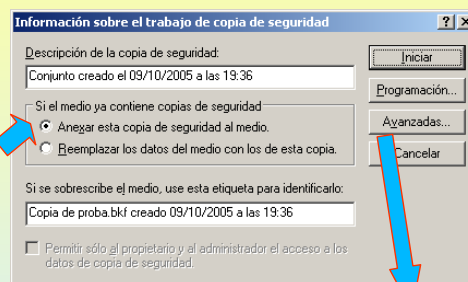 Información sobre el trabajo de copia de seguridad
Descripción de la copia de seguridad:
Iniciar
Conjunto creado el 09/10/2005 a las 19:36
Programación...
Si el medio ya contiene copias de seguridad
Anexar esta copia de seguridad al medio.
Avanzadas...
Reemplazar los datos del medio con los de esta copia.
Cancelar
Si se sobrescribe el medio, use esta etiqueta para identificarlo:
Copia de proba.bkf creado 09/10/2005 a las 19:36
Permitir sólo al propietario y al administrador el acceso a los
datos de copia de seguridad.